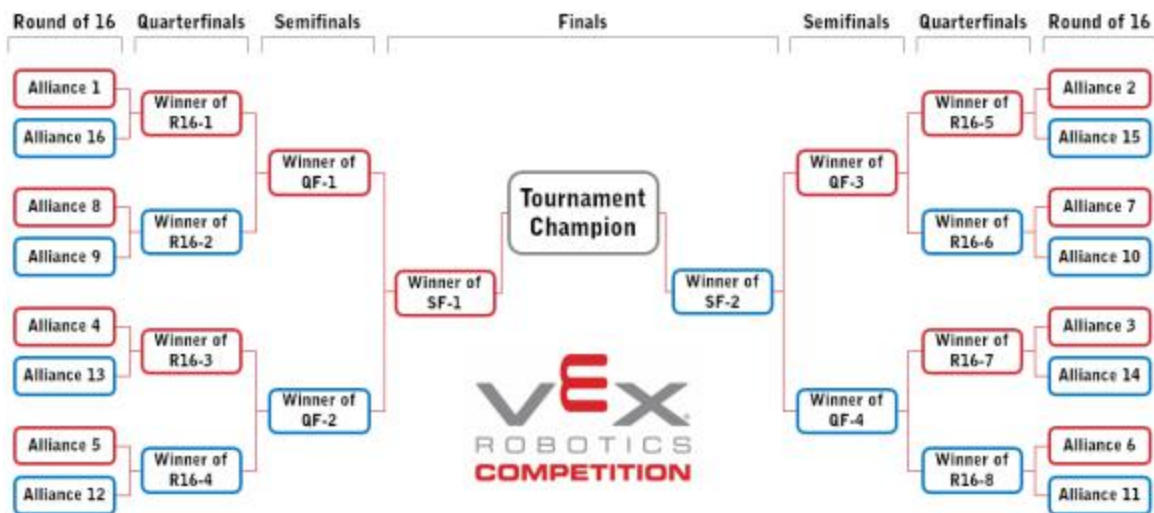 Round of 16 Quarterfinals Semifinals Finals Semifinals Quarterfinals Round of 16
Alliance 1
Alliance 16
Alliance 8
Alliance 9
Alliance 4
Alliance 13
Alliance 5
Alliance 12
Winner of
R16-1
Winner of
R16-2
Winner of
R16-3
Winner of
R16-4
Winner of
QF-1
Winner of
QF-2
Winner of
SF-1
Tournament
Champion
Winner of
SF-2
VEX
ROBOTICS
COMPETITION
Winner of
QF-3
Winner of
QF-4
Winner of
R16-5
Winner of
R16-6
Winner of
R16-7
Winner of
R16-8
Alliance 2
Alliance 15
Alliance 7
Alliance 10
Alliance 3
Alliance 14
Alliance 6
Alliance 11